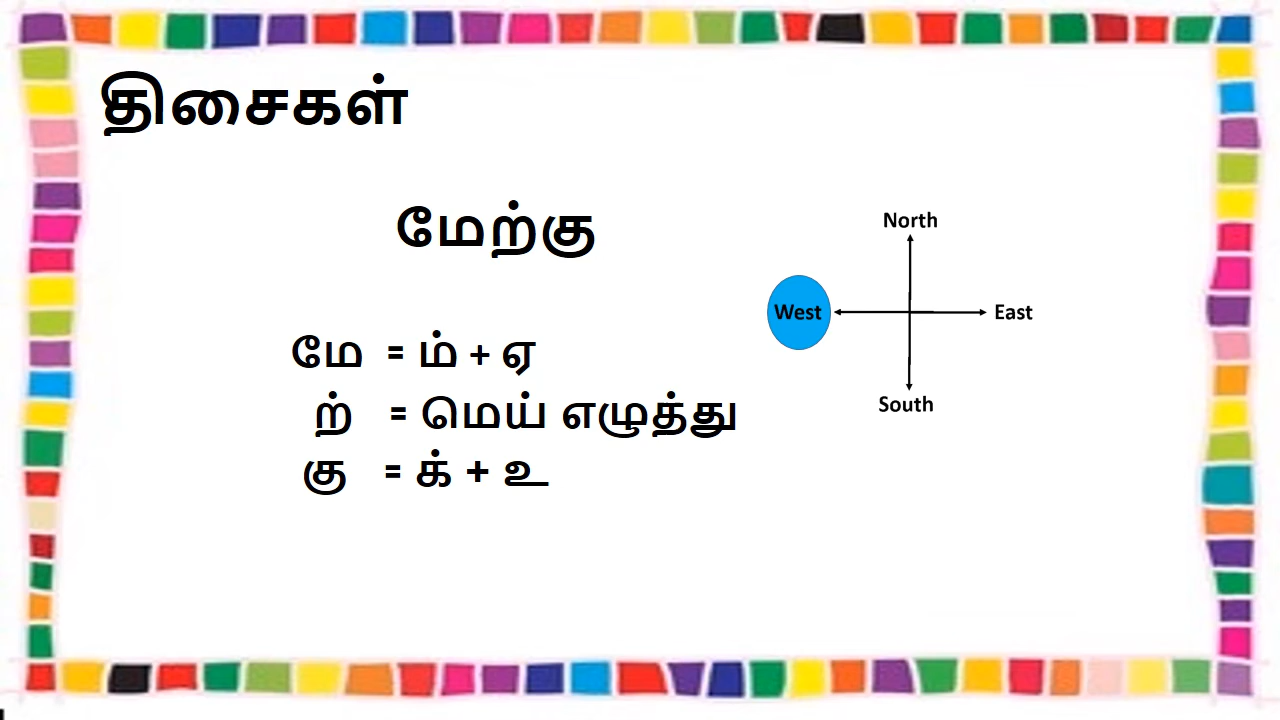 திசைகள்
மேற்கு
North
West
East
South
மே = ம் + ஏ
ற் = மெய் எழுத்து
கு = க் + உ